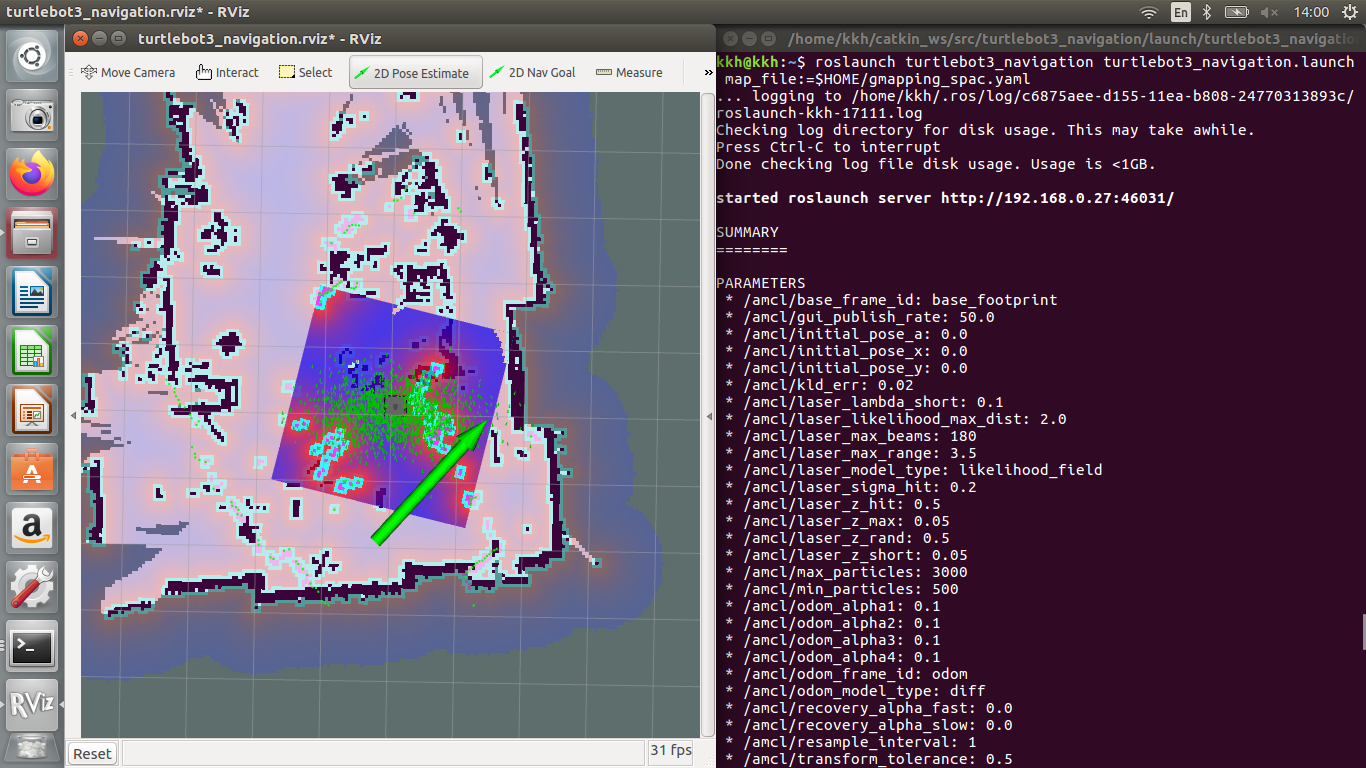 turtlebot3_navigation.rviz* - RViz
En
14:00
turtlebot3_navigation.rviz* - RViz
Move Camera
Interact
Select
2D Pose Estimate
2D Nav Goal
Measure
»
Reset
31 fps
/home/kkh/catkin_ws/src/turtlebot3_navigation/launch/turtlebot3_navigatio
kkh@kkh:~$ roslaunch turtlebot3_navigation turtlebot3_navigation.launch
map_file:=$HOME/gmapping_spac.yaml
... logging to /home/kkh/.ros/log/c6875aee-d155-11ea-b808-24770313893c/
roslaunch-kkh-17111.log
Checking log directory for disk usage. This may take awhile.
Press Ctrl-C to interrupt
Done checking log file disk usage. Usage is <1GB.
started roslaunch server http://192.168.0.27:46031/
SUMMARY
========
PARAMETERS
* /amcl/base_frame_id: base_footprint
* /amcl/gui_publish_rate: 50.0
* /amcl/initial_pose_a: 0.0
* /amcl/initial_pose_x: 0.0
* /amcl/initial_pose_y: 0.0
* /amcl/kld_err: 0.02
* /amcl/laser_lambda_short: 0.1
* /amcl/laser_likelihood_max_dist: 2.0
* /amcl/laser_max_beams: 180
* /amcl/laser_max_range: 3.5
* /amcl/laser_model_type: likelihood_field
* /amcl/laser_sigma_hit: 0.2
* /amcl/laser_z_hit: 0.5
* /amcl/laser_z_max: 0.05
* /amcl/laser_z_rand: 0.5
* /amcl/laser_z_short: 0.05
* /amcl/max_particles: 3000
* /amcl/min_particles: 500
* /amcl/odom_alpha1: 0.1
* /amcl/odom_alpha2: 0.1
* /amcl/odom_alpha3: 0.1
* /amcl/odom_alpha4: 0.1
* /amcl/odom_frame_id: odom
* /amcl/odom_model_type: diff
* /amcl/recovery_alpha_fast: 0.0
* /amcl/recovery_alpha_slow: 0.0
* /amcl/resample_interval: 1
* /amcl/transform_tolerance: 0.5
RViz